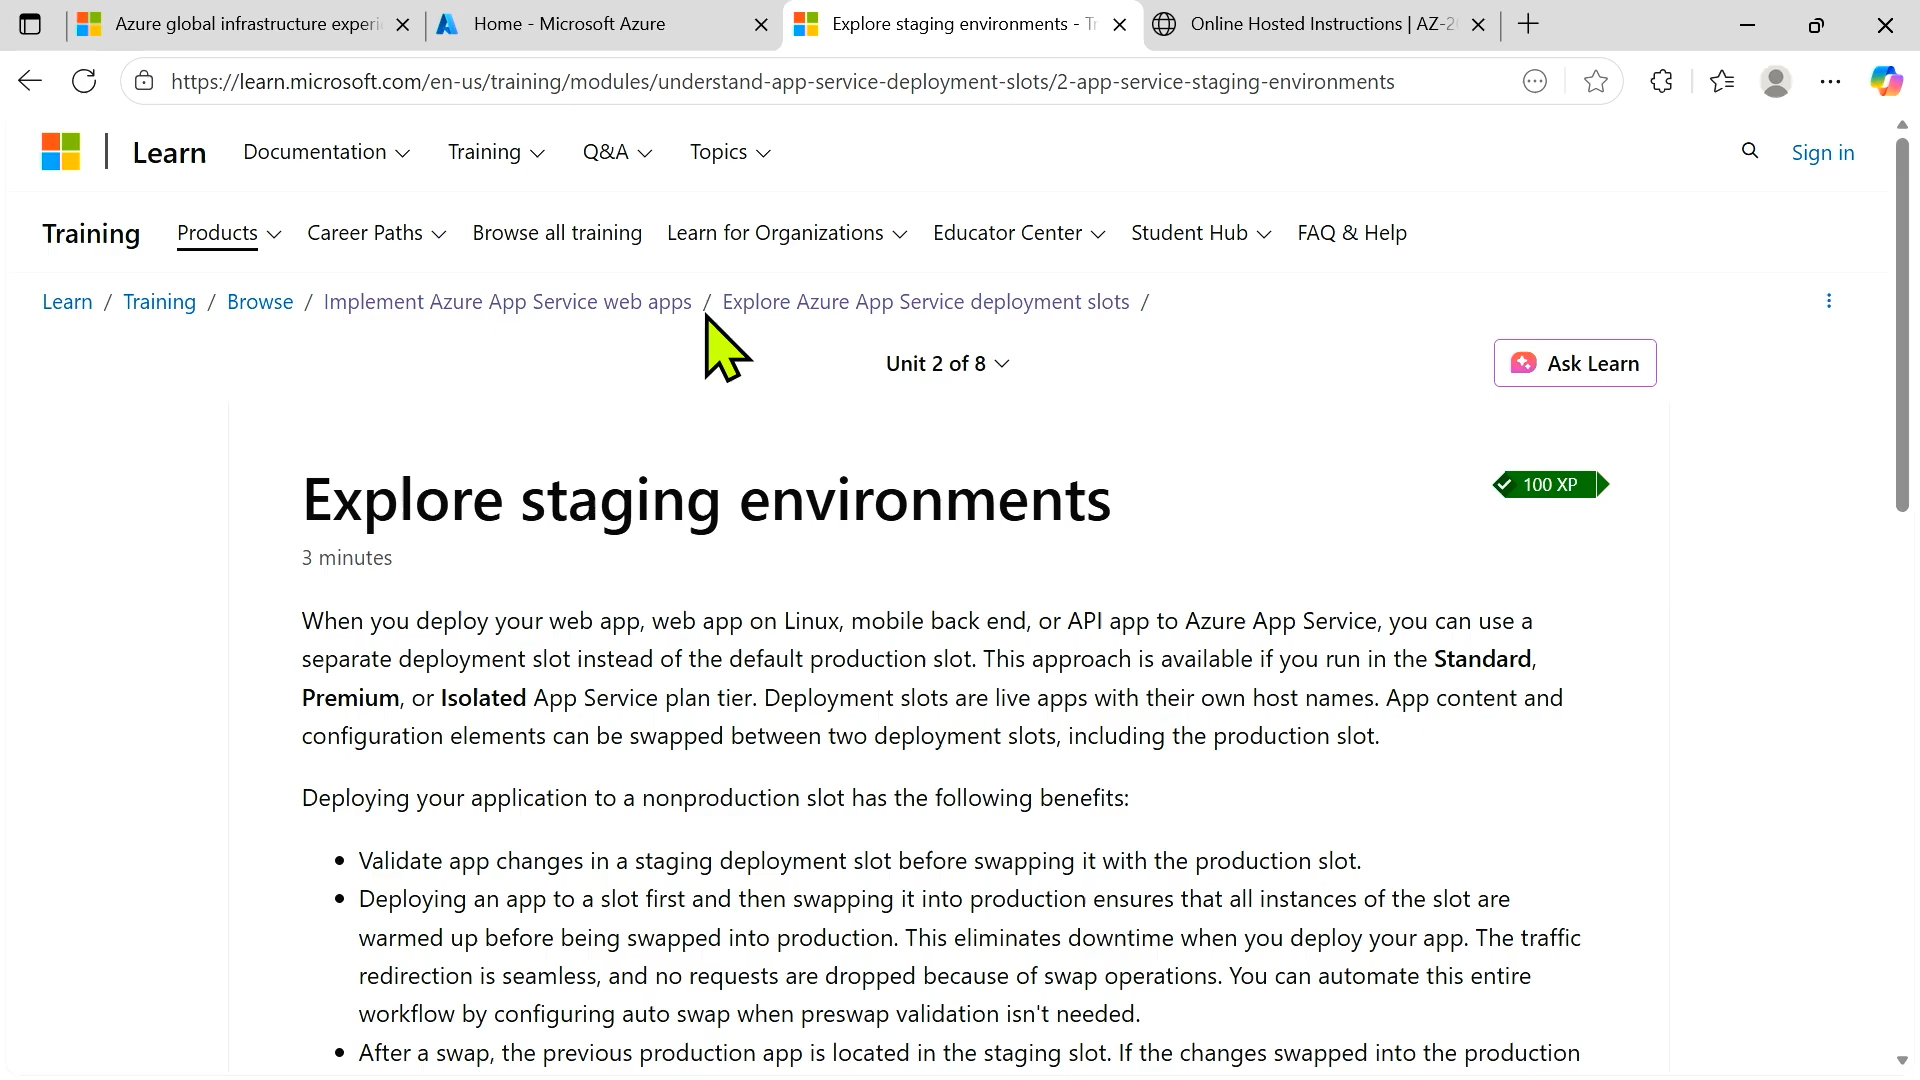 Azure global infrastructure experi
Home - Microsoft Azure
Explore staging environments - Tr
Online Hosted Instructions | AZ-2
https://learn.microsoft.com/en-us/training/modules/understand-app-service-deployment-slots/2-app-service-staging-environments
Learn
Documentation
Training
Q&A
Topics
Sign in
Training
Products
Career Paths
Browse all training
Learn for Organizations
Educator Center
Student Hub
FAQ & Help
Learn / Training / Browse / Implement Azure App Service web apps / Explore Azure App Service deployment slots /
Unit 2 of 8
Ask Learn
Explore staging environments
100 XP
3 minutes
When you deploy your web app, web app on Linux, mobile back end, or API app to Azure App Service, you can use a
separate deployment slot instead of the default production slot. This approach is available if you run in the Standard,
Premium, or Isolated App Service plan tier. Deployment slots are live apps with their own host names. App content and
configuration elements can be swapped between two deployment slots, including the production slot.
Deploying your application to a nonproduction slot has the following benefits:
• Validate app changes in a staging deployment slot before swapping it with the production slot.
• Deploying an app to a slot first and then swapping it into production ensures that all instances of the slot are
warmed up before being swapped into production. This eliminates downtime when you deploy your app. The traffic
redirection is seamless, and no requests are dropped because of swap operations. You can automate this entire
workflow by configuring auto swap when preswap validation isn't needed.
• After a swap, the previous production app is located in the staging slot. If the changes swapped into the production